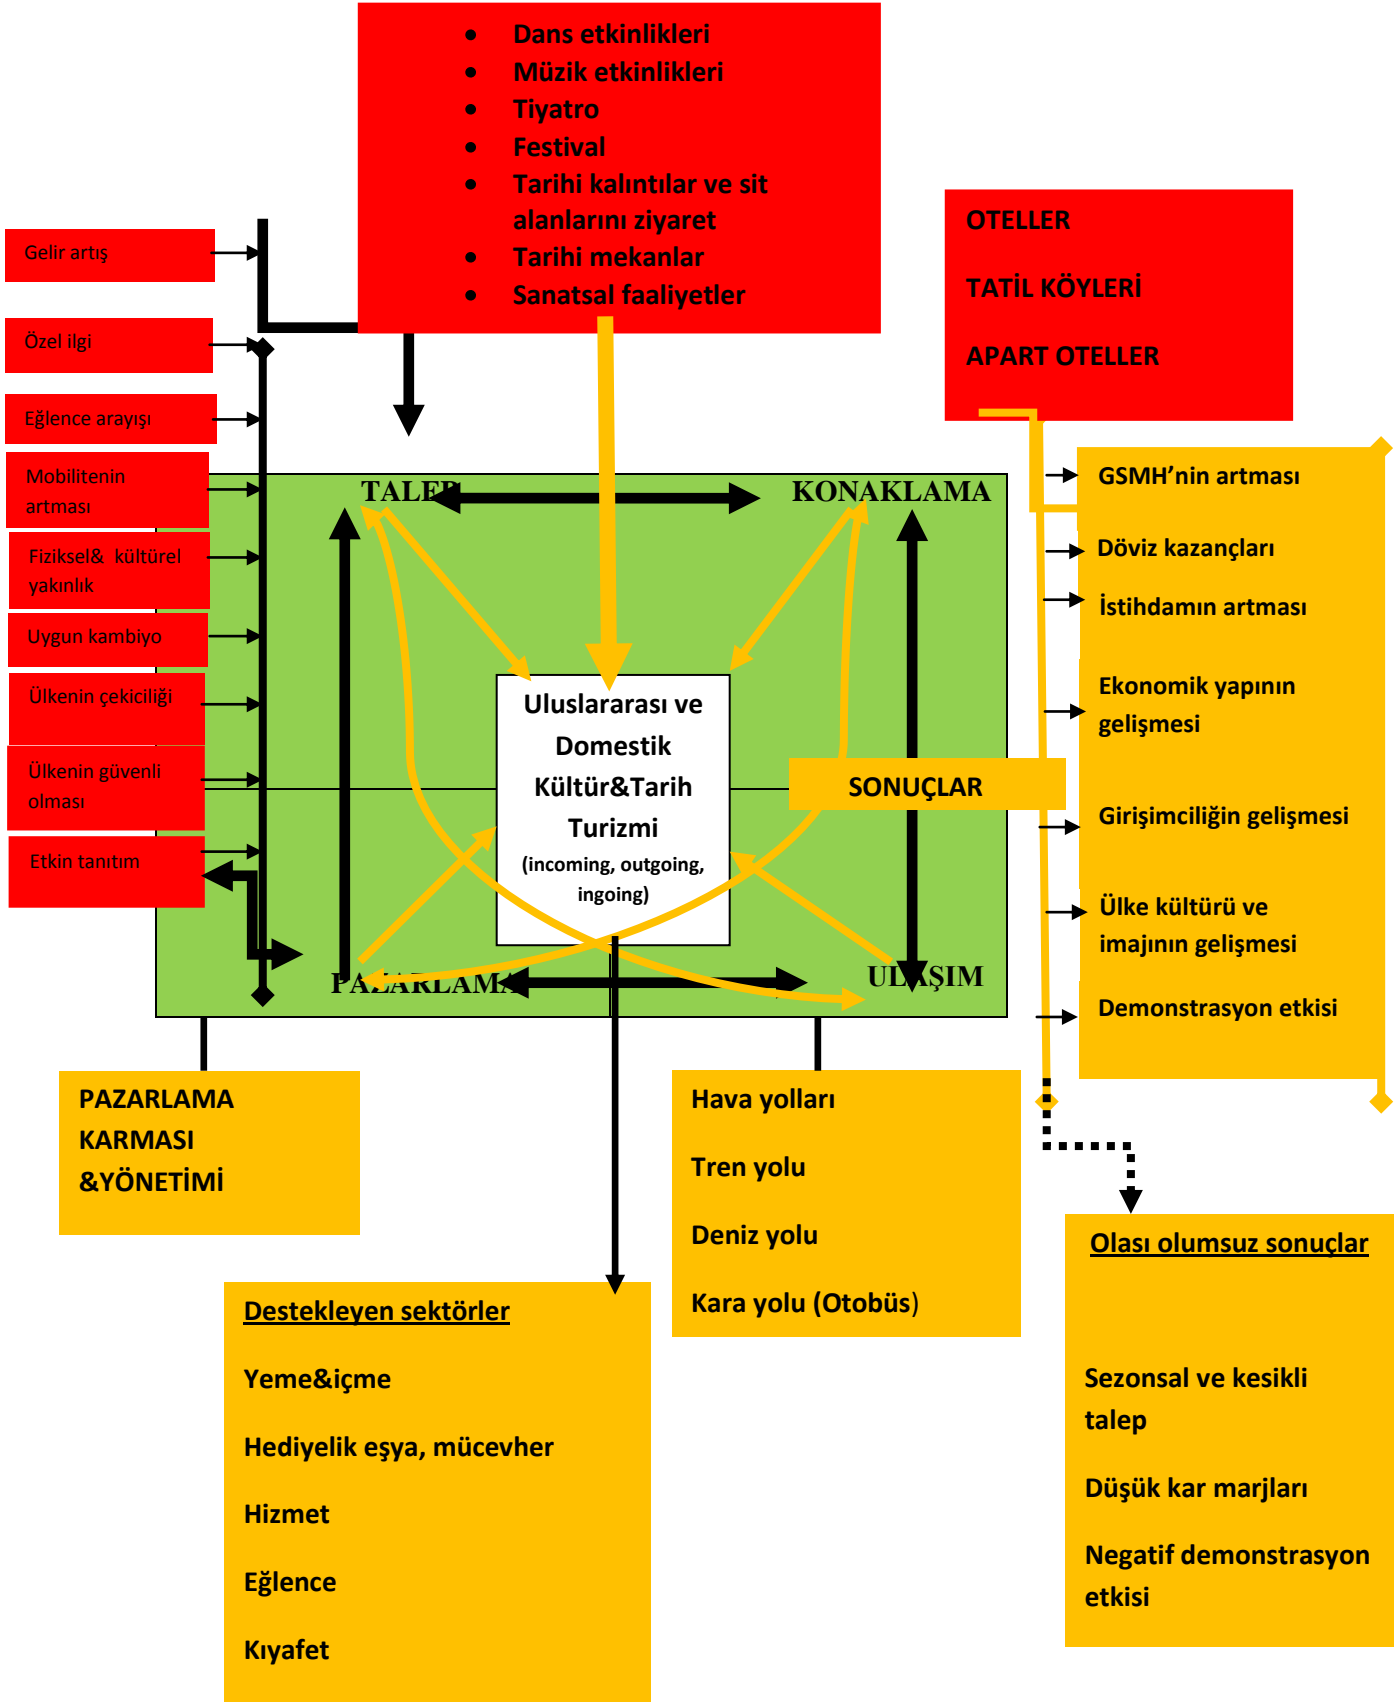 Dans etkinlikleri
Müzik etkinlikleri
Tiyatro
Festival
Tarihi kalıntılar ve sit
alanlarını ziyaret
Tarihi mekanlar
Sanatsal faaliyetler
OTELLER
TATİL KÖYLERİ
APART OTELLER
Gelir artış
Özel ilgi
Eğlence arayışı
Mobilitenin
artması
Fiziksel& kültürel
yakınlık
Uygun kambiyo
Ülkenin çekiciliği
Ülkenin güvenli
olması
Etkin tanıtım
TALEP
KONAKLAMA
Uluslararası ve
Domestik
Kültür&Tarih
Turizmi
(incoming, outgoing,
ingoing)
SONUÇLAR
PAZARLAMA
ULAŞIM
GSMH’nin artması
Döviz kazançları
İstihdamın artması
Ekonomik yapının
gelişmesi
Girişimciliğin gelişmesi
Ülke kültürü ve
imajının gelişmesi
Demonstrasyon etkisi
PAZARLAMA
KARMASI
&YÖNETİMİ
Hava yolları
Tren yolu
Deniz yolu
Kara yolu (Otobüs)
Destekleyen sektörler
Yeme&içme
Hediyelik eşya, mücevher
Hizmet
Eğlence
Kıyafet
Olası olumsuz sonuçlar
Sezonsal ve kesikli
talep
Düşük kar marjları
Negatif demonstrasyon
etkisi